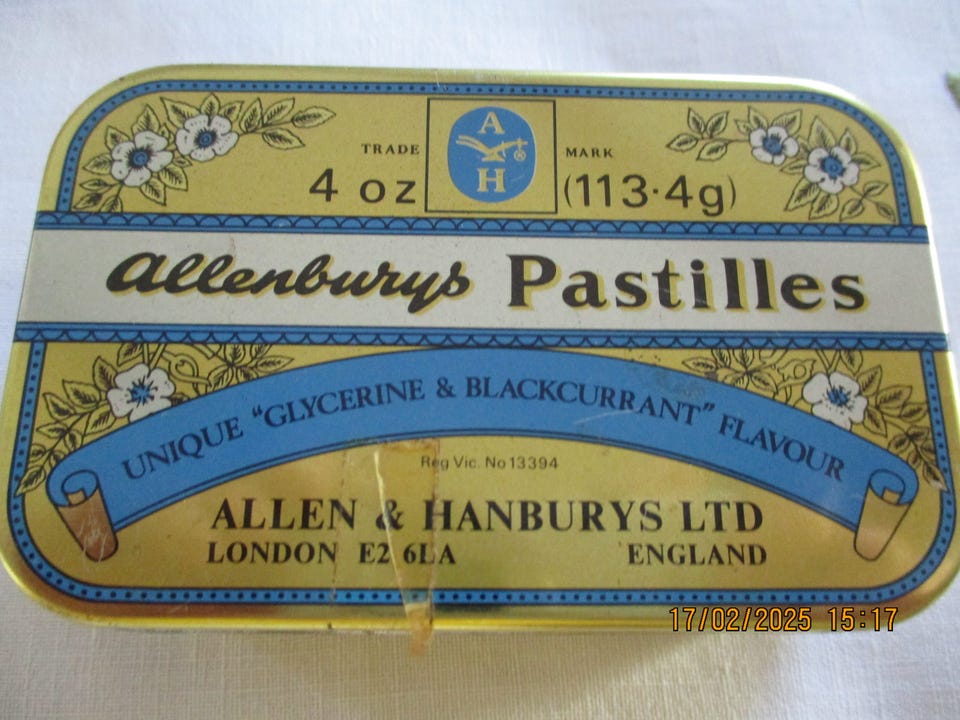 A
H
TRADE MARK
4 oz (113·4g)
Allenburys Pastilles
UNIQUE "GLYCERINE & BLACKCURRANT" FLAVOUR
Reg Vic. No 13394
ALLEN & HANBURYS LTD
LONDON E2 6LA ENGLAND
17/02/2025 15:17